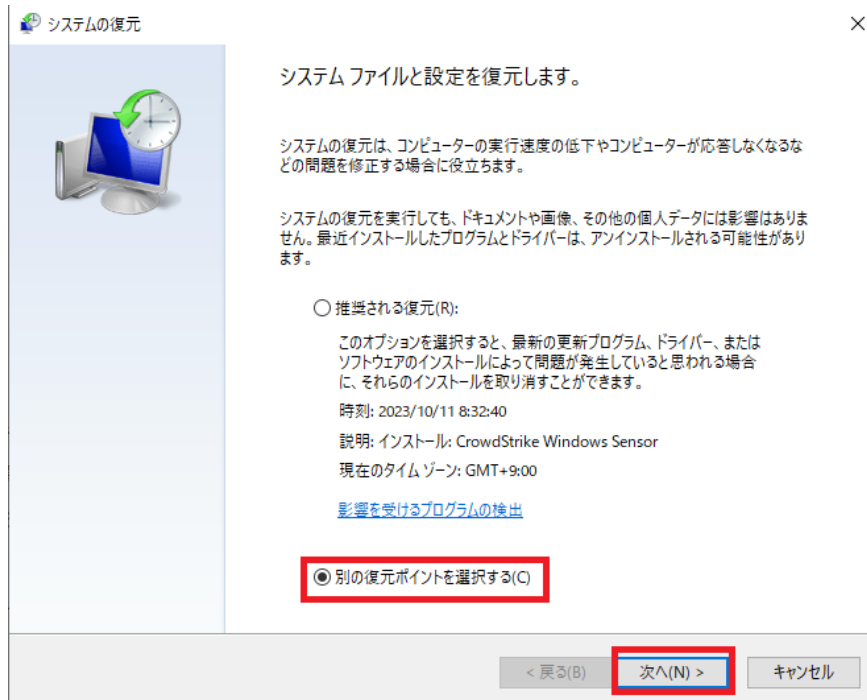 システムの復元
システム ファイルと設定を復元します。
システムの復元は、コンピューターの実行速度の低下やコンピューターが応答しなくなるな
どの問題を修正する場合に役立ちます。
システムの復元を実行しても、ドキュメントや画像、その他の個人データには影響はありま
せん。最近インストールしたプログラムとドライバーは、アンインストールされる可能性があり
ます。
推奨される復元(R):
このオプションを選択すると、最新の更新プログラム、ドライバー、または
ソフトウェアのインストールによって問題が発生していると思われる場合
に、それらのインストールを取り消すことができます。
時刻: 2023/10/11 8:32:40
説明: インストール: CrowdStrike Windows Sensor
現在のタイム ゾーン: GMT+9:00
影響を受けるプログラムの検出
別の復元ポイントを選択する(C)
< 戻る(B)
次へ(N) >
キャンセル